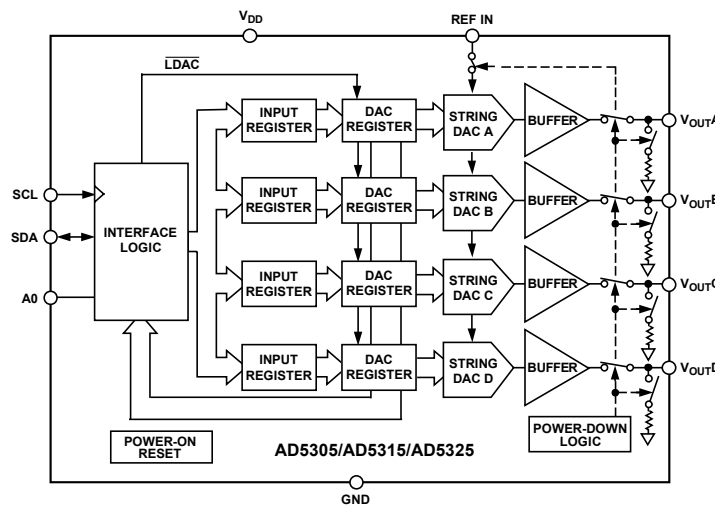 VDD
REF IN
LDAC
INPUT
REGISTER
DAC
REGISTER
STRING
DAC A
BUFFER
VOUTA
SCL
SDA
A0
INTERFACE
LOGIC
INPUT
REGISTER
DAC
REGISTER
STRING
DAC B
BUFFER
VOUTB
INPUT
REGISTER
DAC
REGISTER
STRING
DAC C
BUFFER
VOUTC
INPUT
REGISTER
DAC
REGISTER
STRING
DAC D
BUFFER
VOUTD
POWER-ON
RESET
AD5305/AD5315/AD5325
POWER-DOWN
LOGIC
GND